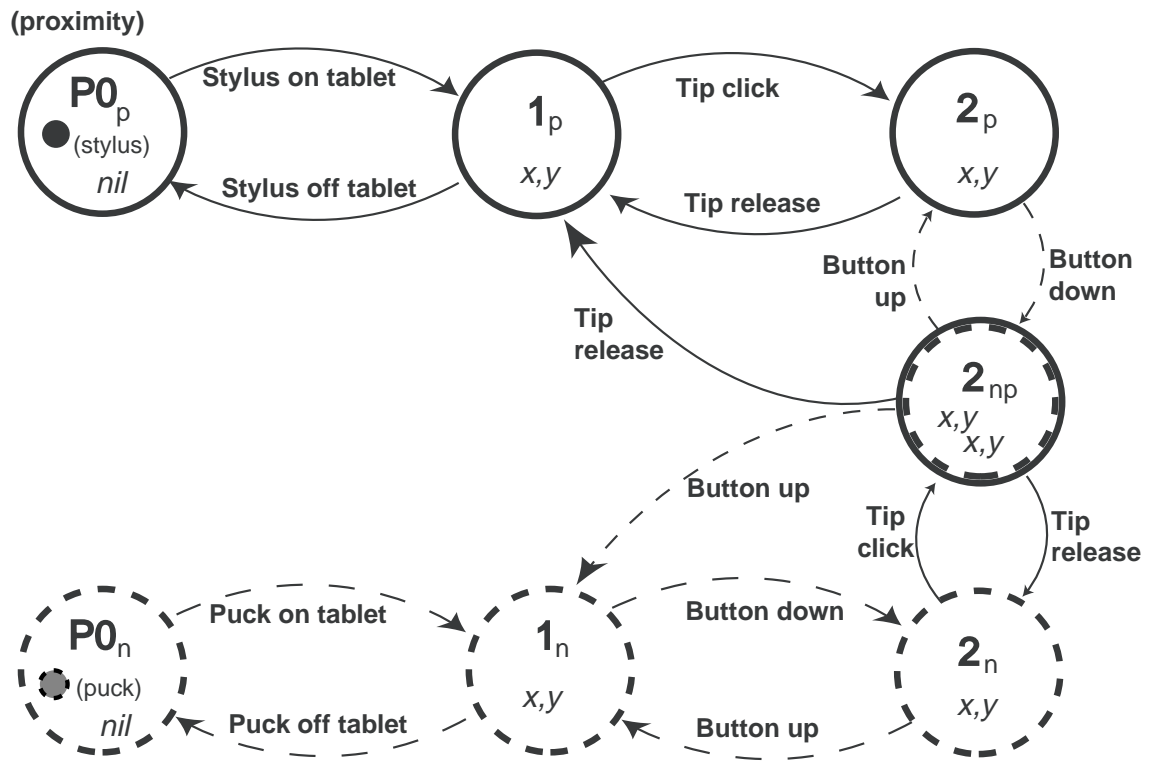 (proximity)
P0p
(stylus)
nil
Stylus on tablet
Stylus off tablet
1p
x,y
Tip click
Tip release
2p
x,y
Button
up
Button
down
Tip
release
2np
x,y
x,y
Button up
Tip
click
Tip
release
P0n
(puck)
nil
Puck on tablet
Puck off tablet
1n
x,y
Button down
Button up
2n
x,y